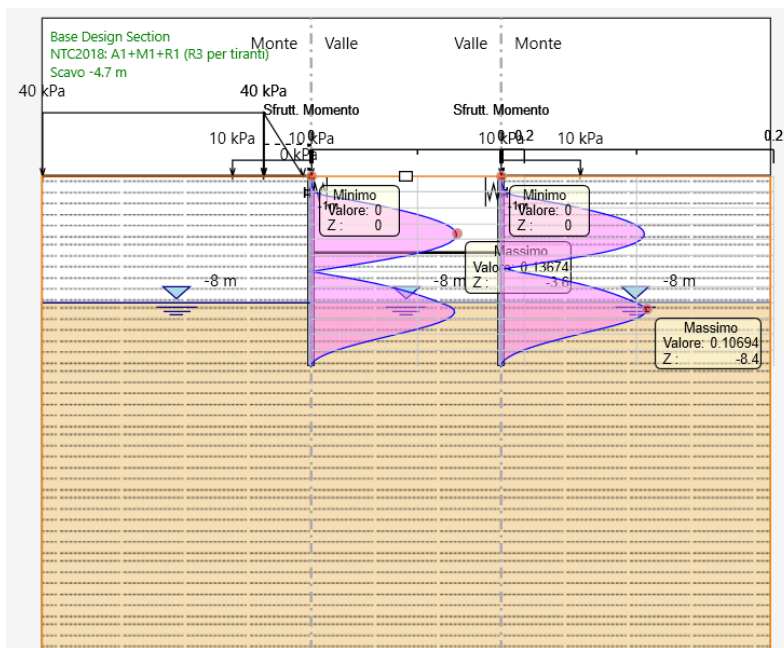 Base Design Section
NTC2018: A1+M1+R1 (R3 per tiranti)
Scavo -4.7 m
Monte
Valle
Valle
Monte
40 kPa
40 kPa
Sfrutt. Momento
Sfrutt. Momento
10 kPa
10 kPa
0 kPa
10 kPa
0.2
10 kPa
0.2
Minimo
Valore: 0
Z : 0
Minimo
Valore: 0
Z : 0
Massimo
Valore: 0.13674
Z : -3.6
-8 m
-8 m
-8 m
Massimo
Valore: 0.10694
Z : -8.4